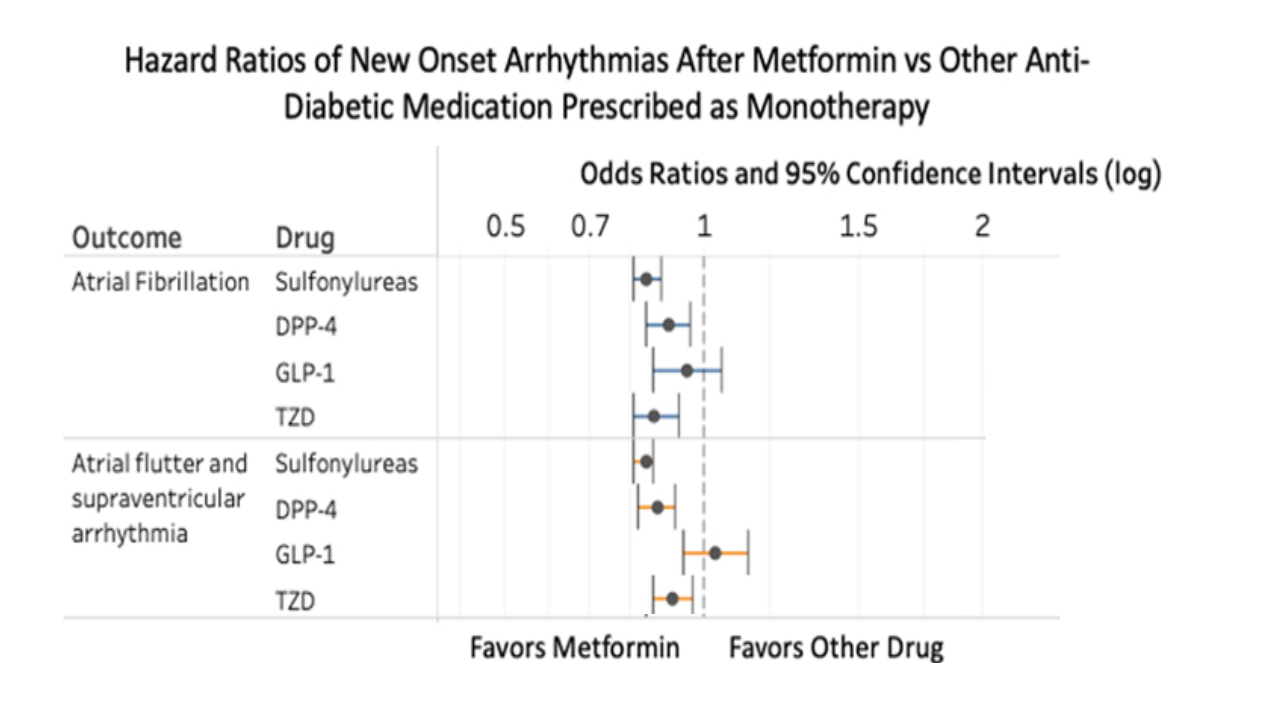 Hazard Ratios of New Onset Arrhythmias After Metformin vs Other Anti-
Diabetic Medication Prescribed as Monotherapy
Odds Ratios and 95% Confidence Intervals (log)
Outcome Drug 0.5 0.7 1 1.5 2
Atrial Fibrillation Sulfonylureas
DPP-4
GLP-1
TZD
Atrial flutter and Sulfonylureas
supraventricular DPP-4
arrhythmia
GLP-1
TZD
Favors Metformin Favors Other Drug